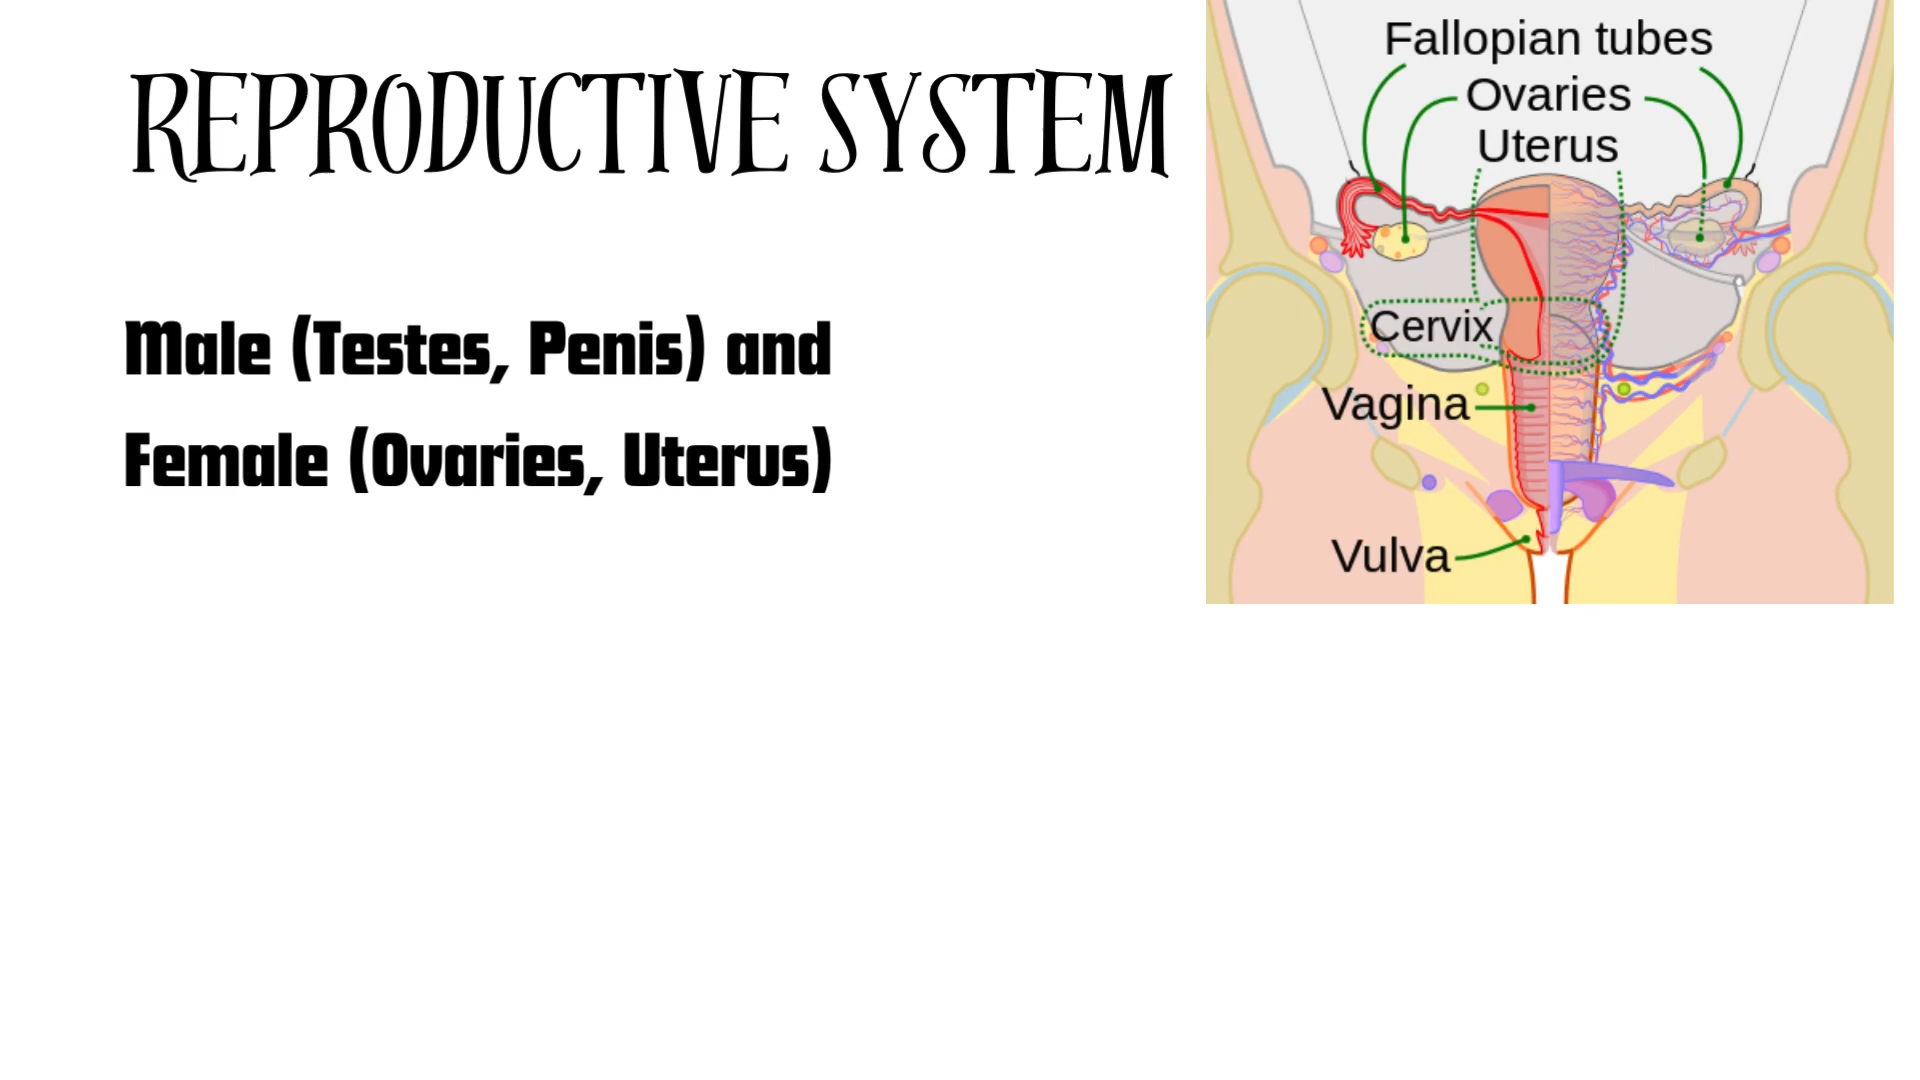 REPRODUCTIVE SYSTEM
Male (Testes, Penis) and
Female (Ovaries, Uterus)
Fallopian tubes
Ovaries
Uterus
Cervix
Vagina
Vulva